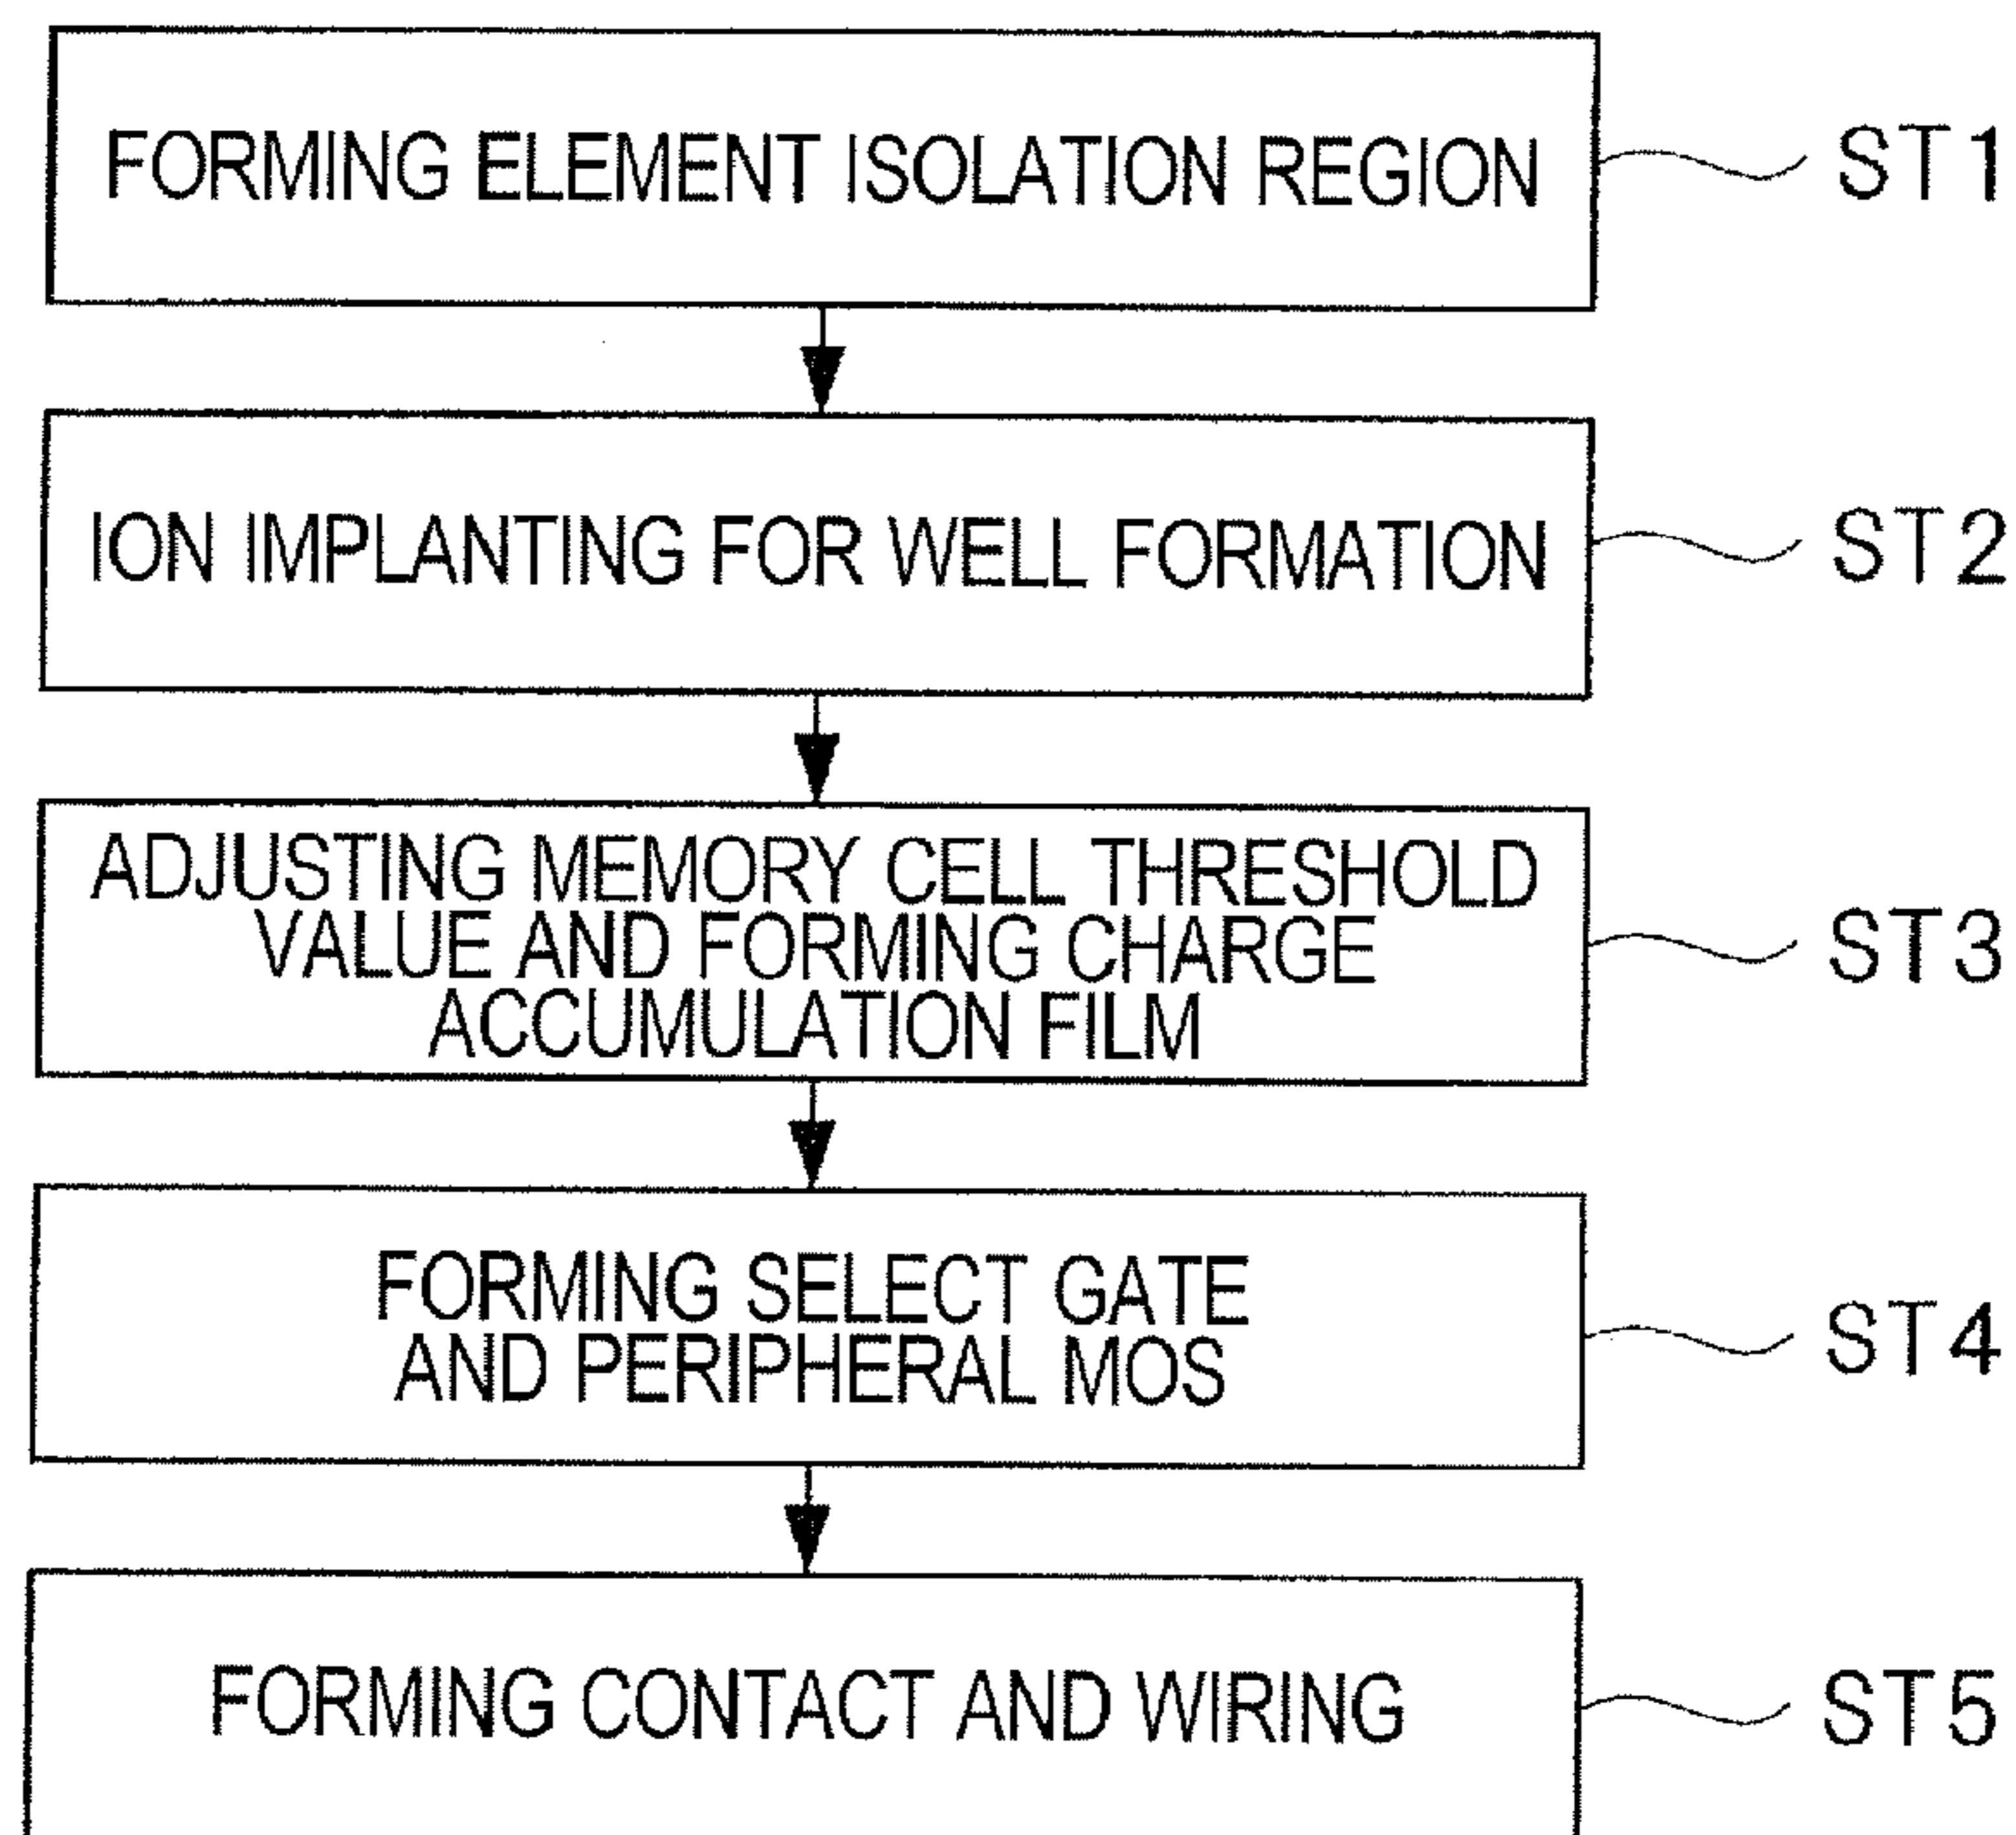 FORMING ELEMENT ISOLATION REGION
ST1
ION IMPLANTING FOR WELL FORMATION
ST2
ADJUSTING MEMORY CELL THRESHOLD
VALUE AND FORMING CHARGE
ACCUMULATION FILM
ST3
FORMING SELECT GATE
AND PERIPHERAL MOS
ST4
FORMING CONTACT AND WIRING
ST5